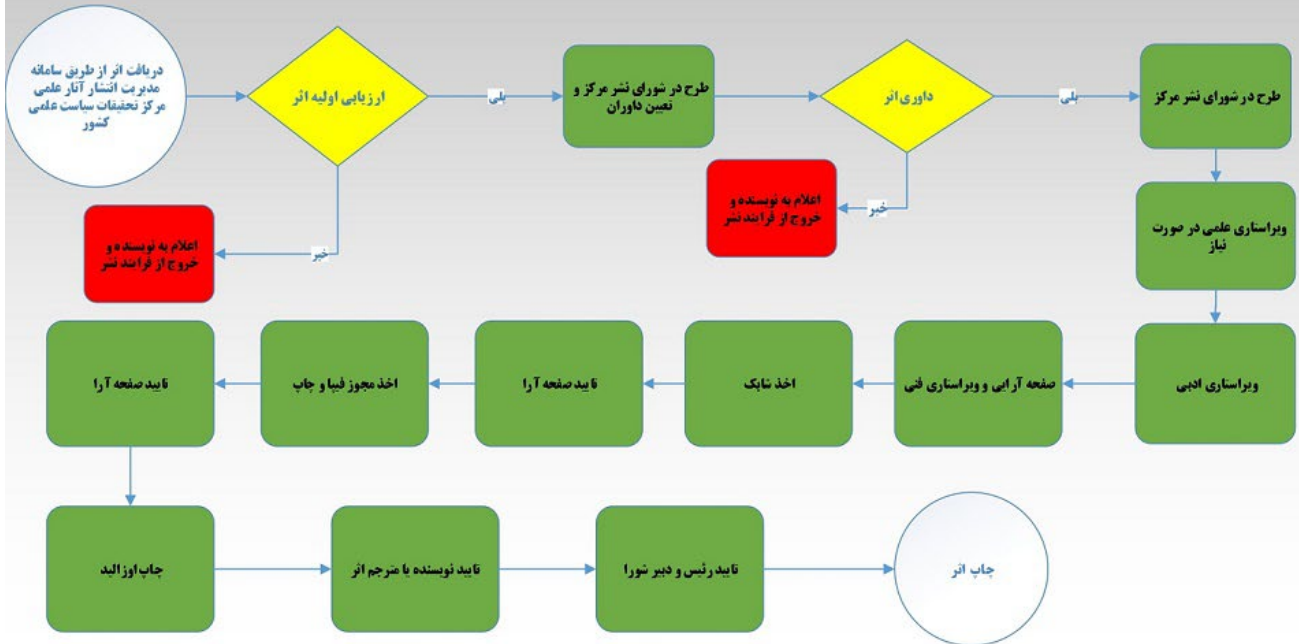 دریافت اثر از طریق سامانه
مدیریت انتشار آثار علمی
مرکز تحقیقات سیاست علمی
کشور
ارزیابی اولیه اثر
بلی
طرح در شورای نشر مرکز و
تعیین داوران
داوری اثر
بلی
طرح در شورای نشر مرکز
خیر
اعلام به نویسنده و
خروج از فرایند نشر
خیر
اعلام به نویسنده و
خروج از فرایند نشر
ویراستاری علمی در صورت
نیاز
ویراستاری ادبی
صفحه آرایی و ویراستاری فنی
اخذ شابک
تایید صفحه آرا
اخذ مجوز فیپا و چاپ
تایید صفحه آرا
چاپ اوزالید
تایید نویسنده یا مترجم اثر
تایید رئیس و دبیر شورا
چاپ اثر